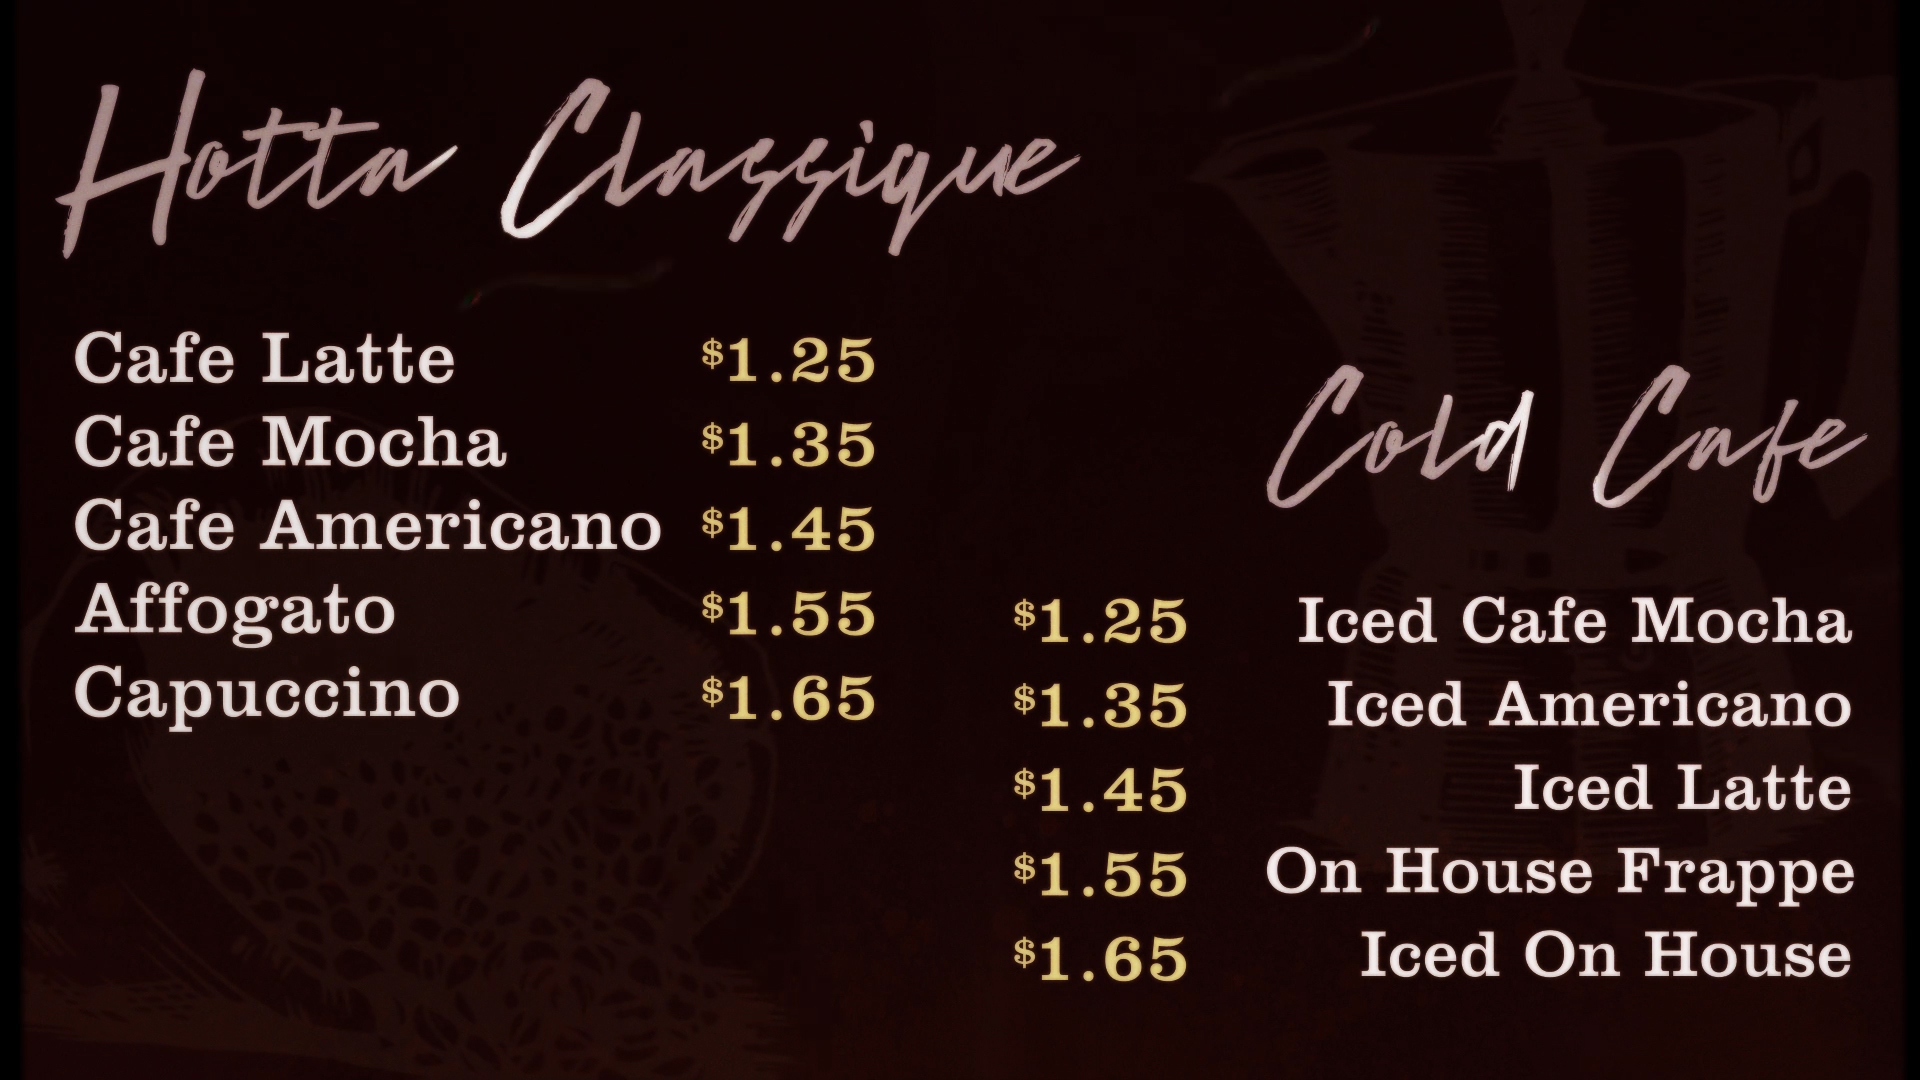 Hotta Classique
Cafe Latte $1.25
Cafe Mocha $1.35
Cafe Americano $1.45
Affogato $1.55
Capuccino $1.65
Cold Cafe
$1.25 Iced Cafe Mocha
$1.35 Iced Americano
$1.45 Iced Latte
$1.55 On House Frappe
$1.65 Iced On House